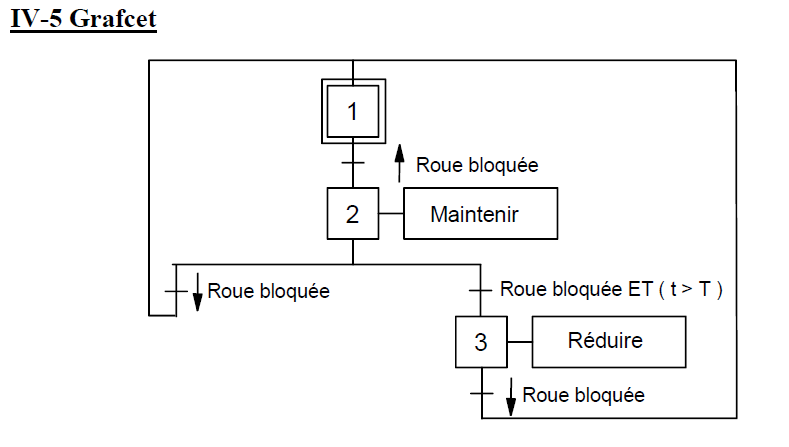 IV-5 Grafcet
1
Roue bloquée
2
Maintenir
Roue bloquée
Roue bloquée ET ( t > T )
3
Réduire
Roue bloquée